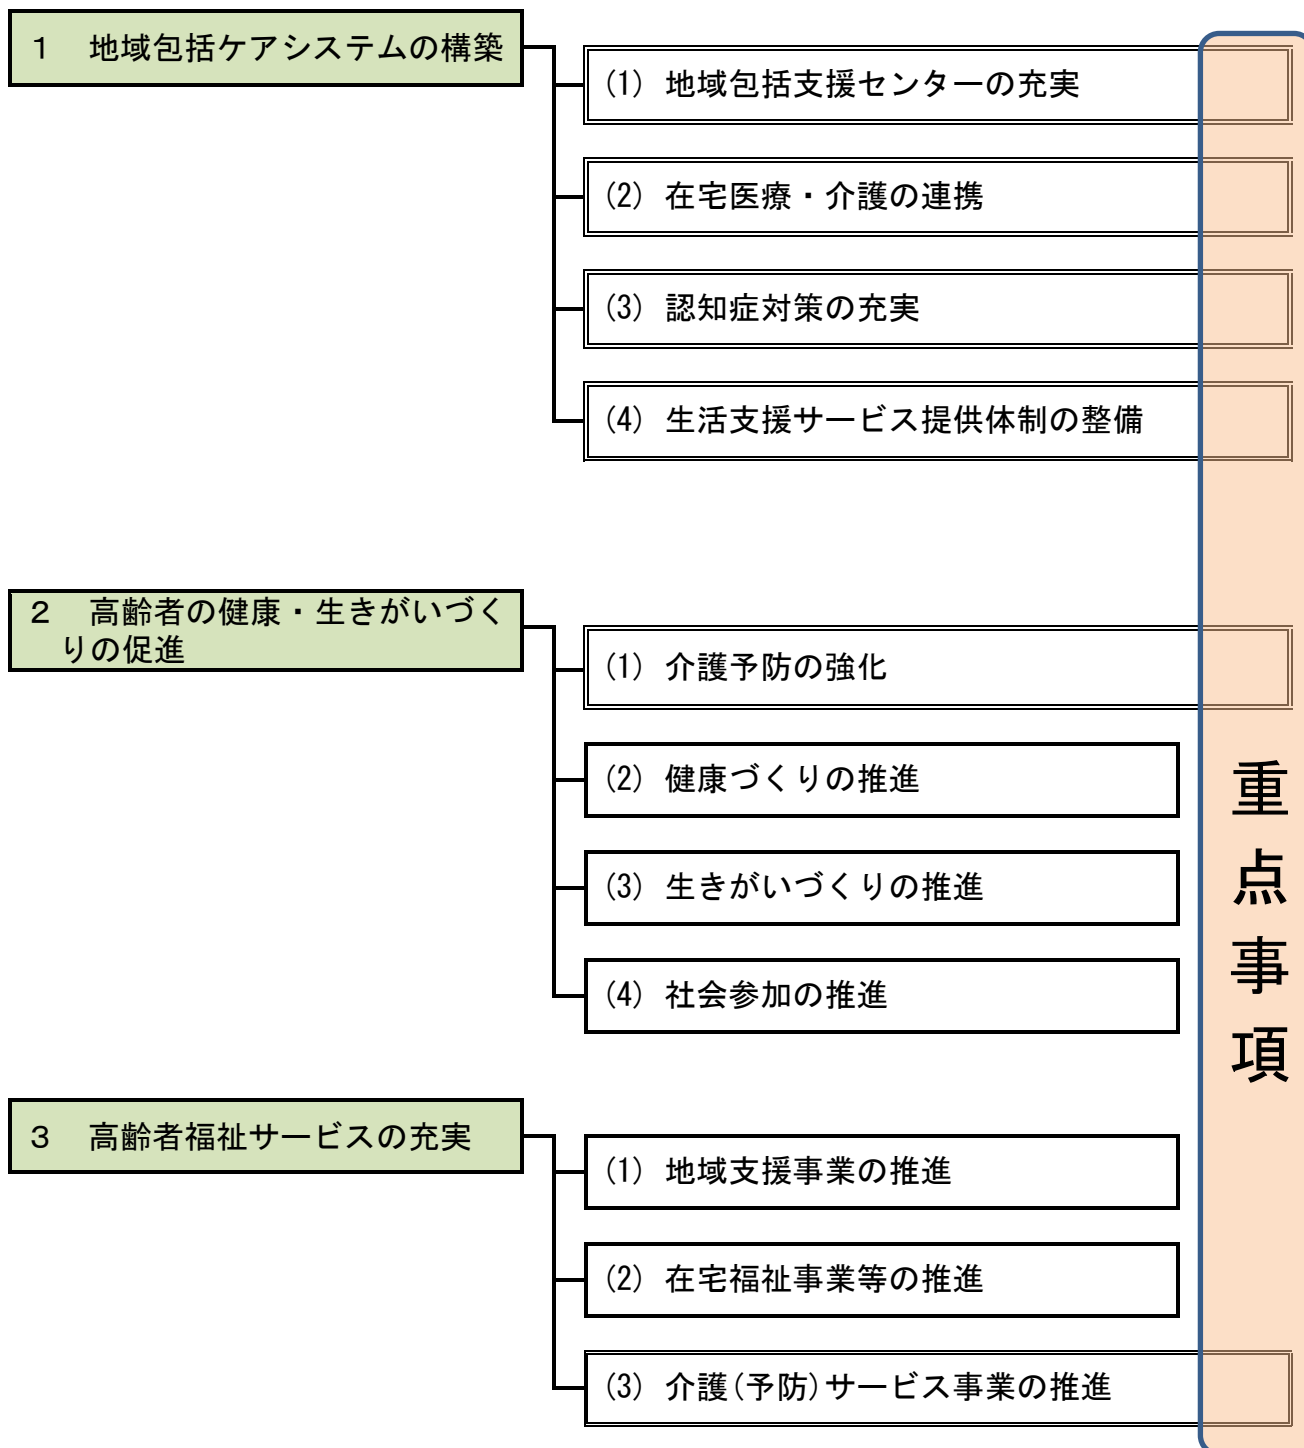 １　地域包括ケアシステムの構築
(1) 地域包括支援センターの充実
(2) 在宅医療・介護の連携
(3) 認知症対策の充実
(4) 生活支援サービス提供体制の整備
２　高齢者の健康・生きがいづく
りの促進
(1) 介護予防の強化
(2) 健康づくりの推進
(3) 生きがいづくりの推進
(4) 社会参加の推進
３　高齢者福祉サービスの充実
(1) 地域支援事業の推進
(2) 在宅福祉事業等の推進
(3) 介護(予防)サービス事業の推進
重点事項